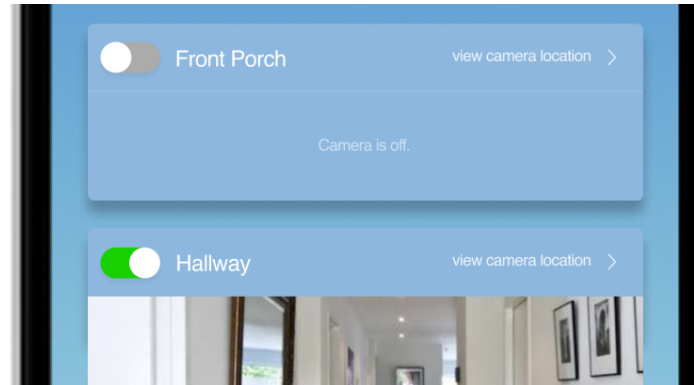 Front Porch
view camera location
Camera is off.
Hallway
view camera location